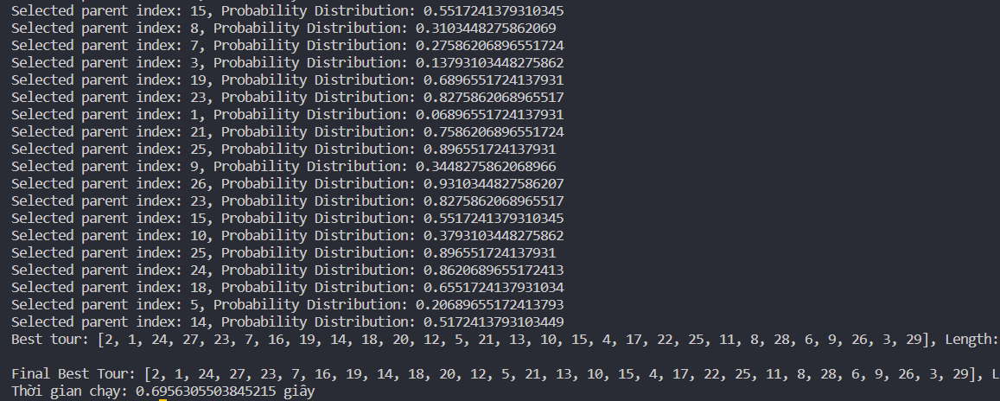 Selected parent index: 15, Probability Distribution: 0.5517241379310345
Selected parent index: 8, Probability Distribution: 0.3103448275862069
Selected parent index: 7, Probability Distribution: 0.27586206896551724
Selected parent index: 3, Probability Distribution: 0.13793103448275862
Selected parent index: 19, Probability Distribution: 0.6896551724137931
Selected parent index: 23, Probability Distribution: 0.8275862068965517
Selected parent index: 1, Probability Distribution: 0.06896551724137931
Selected parent index: 21, Probability Distribution: 0.7586206896551724
Selected parent index: 25, Probability Distribution: 0.896551724137931
Selected parent index: 9, Probability Distribution: 0.3448275862068966
Selected parent index: 26, Probability Distribution: 0.9310344827586207
Selected parent index: 23, Probability Distribution: 0.8275862068965517
Selected parent index: 15, Probability Distribution: 0.5517241379310345
Selected parent index: 10, Probability Distribution: 0.3793103448275862
Selected parent index: 25, Probability Distribution: 0.896551724137931
Selected parent index: 24, Probability Distribution: 0.8620689655172413
Selected parent index: 18, Probability Distribution: 0.6551724137931034
Selected parent index: 5, Probability Distribution: 0.20689655172413793
Selected parent index: 14, Probability Distribution: 0.5172413793103449
Best tour: [2, 1, 24, 27, 23, 7, 16, 19, 14, 18, 20, 12, 5, 21, 13, 10, 15, 4, 17, 22, 25, 11, 8, 28, 6, 9, 26, 3, 29], Length:
Final Best Tour: [2, 1, 24, 27, 23, 7, 16, 19, 14, 18, 20, 12, 5, 21, 13, 10, 15, 4, 17, 22, 25, 11, 8, 28, 6, 9, 26, 3, 29], L
Thời gian chạy: 0.6956305503845215 giây